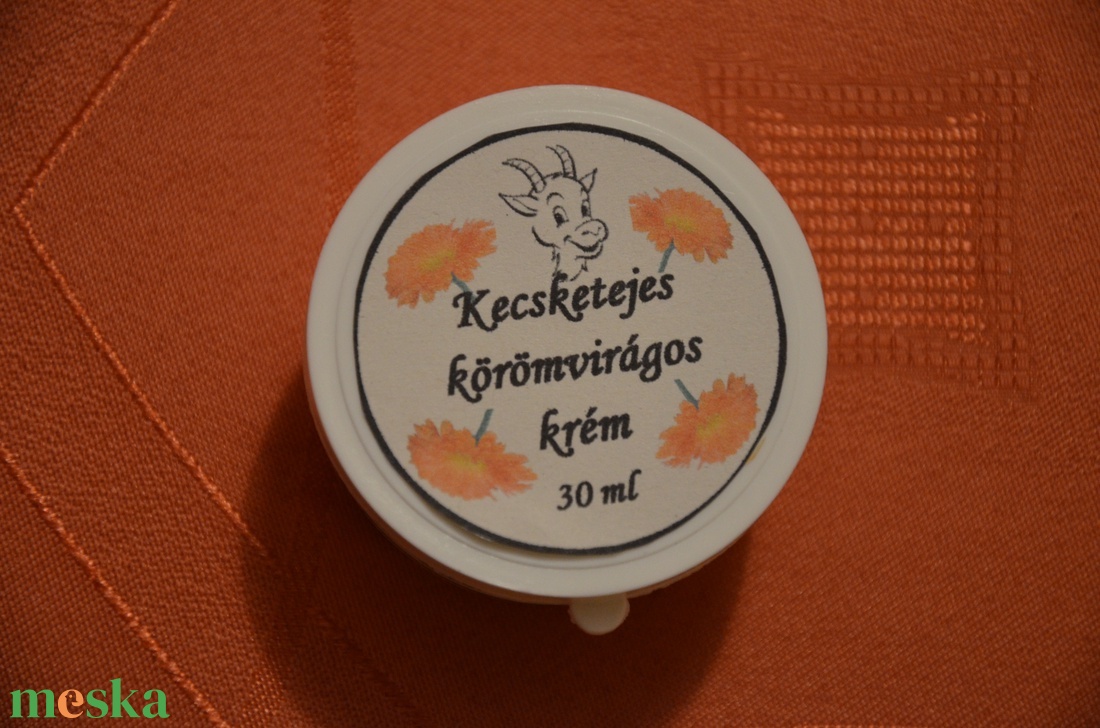 Kecsketejes
körömvirágos
krém
30 ml
meska